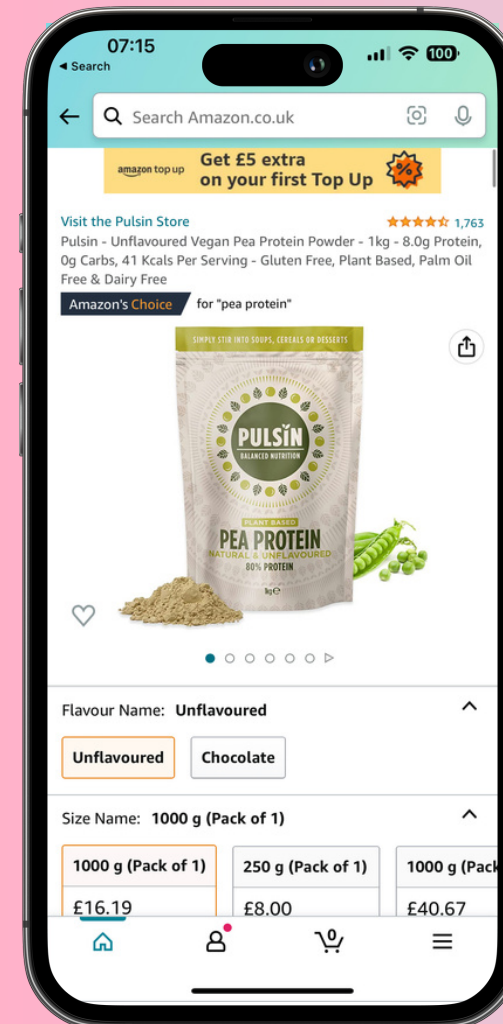 07:15
Search
100
Search Amazon.co.uk
amazon top up
Get £5 extra
on your first Top Up
%
Visit the Pulsin Store
1,763
Pulsin - Unflavoured Vegan Pea Protein Powder - 1kg - 8.0g Protein,
0g Carbs, 41 Kcals Per Serving - Gluten Free, Plant Based, Palm Oil
Free & Dairy Free
Amazon's Choice for "pea protein"
SIMPLY STIR INTO SOUPS, CEREALS OR DESSERTS
PULSIN
BALANCED NUTRITION
PLANT BASED
PEA PROTEIN
NATURAL & UNFLAVOURED
80% PROTEIN
1kg e
Flavour Name: Unflavoured
Unflavoured
Chocolate
Size Name: 1000 g (Pack of 1)
1000 g (Pack of 1)
£16.19
250 g (Pack of 1)
£8.00
1000 g (Pack
£40.67
0